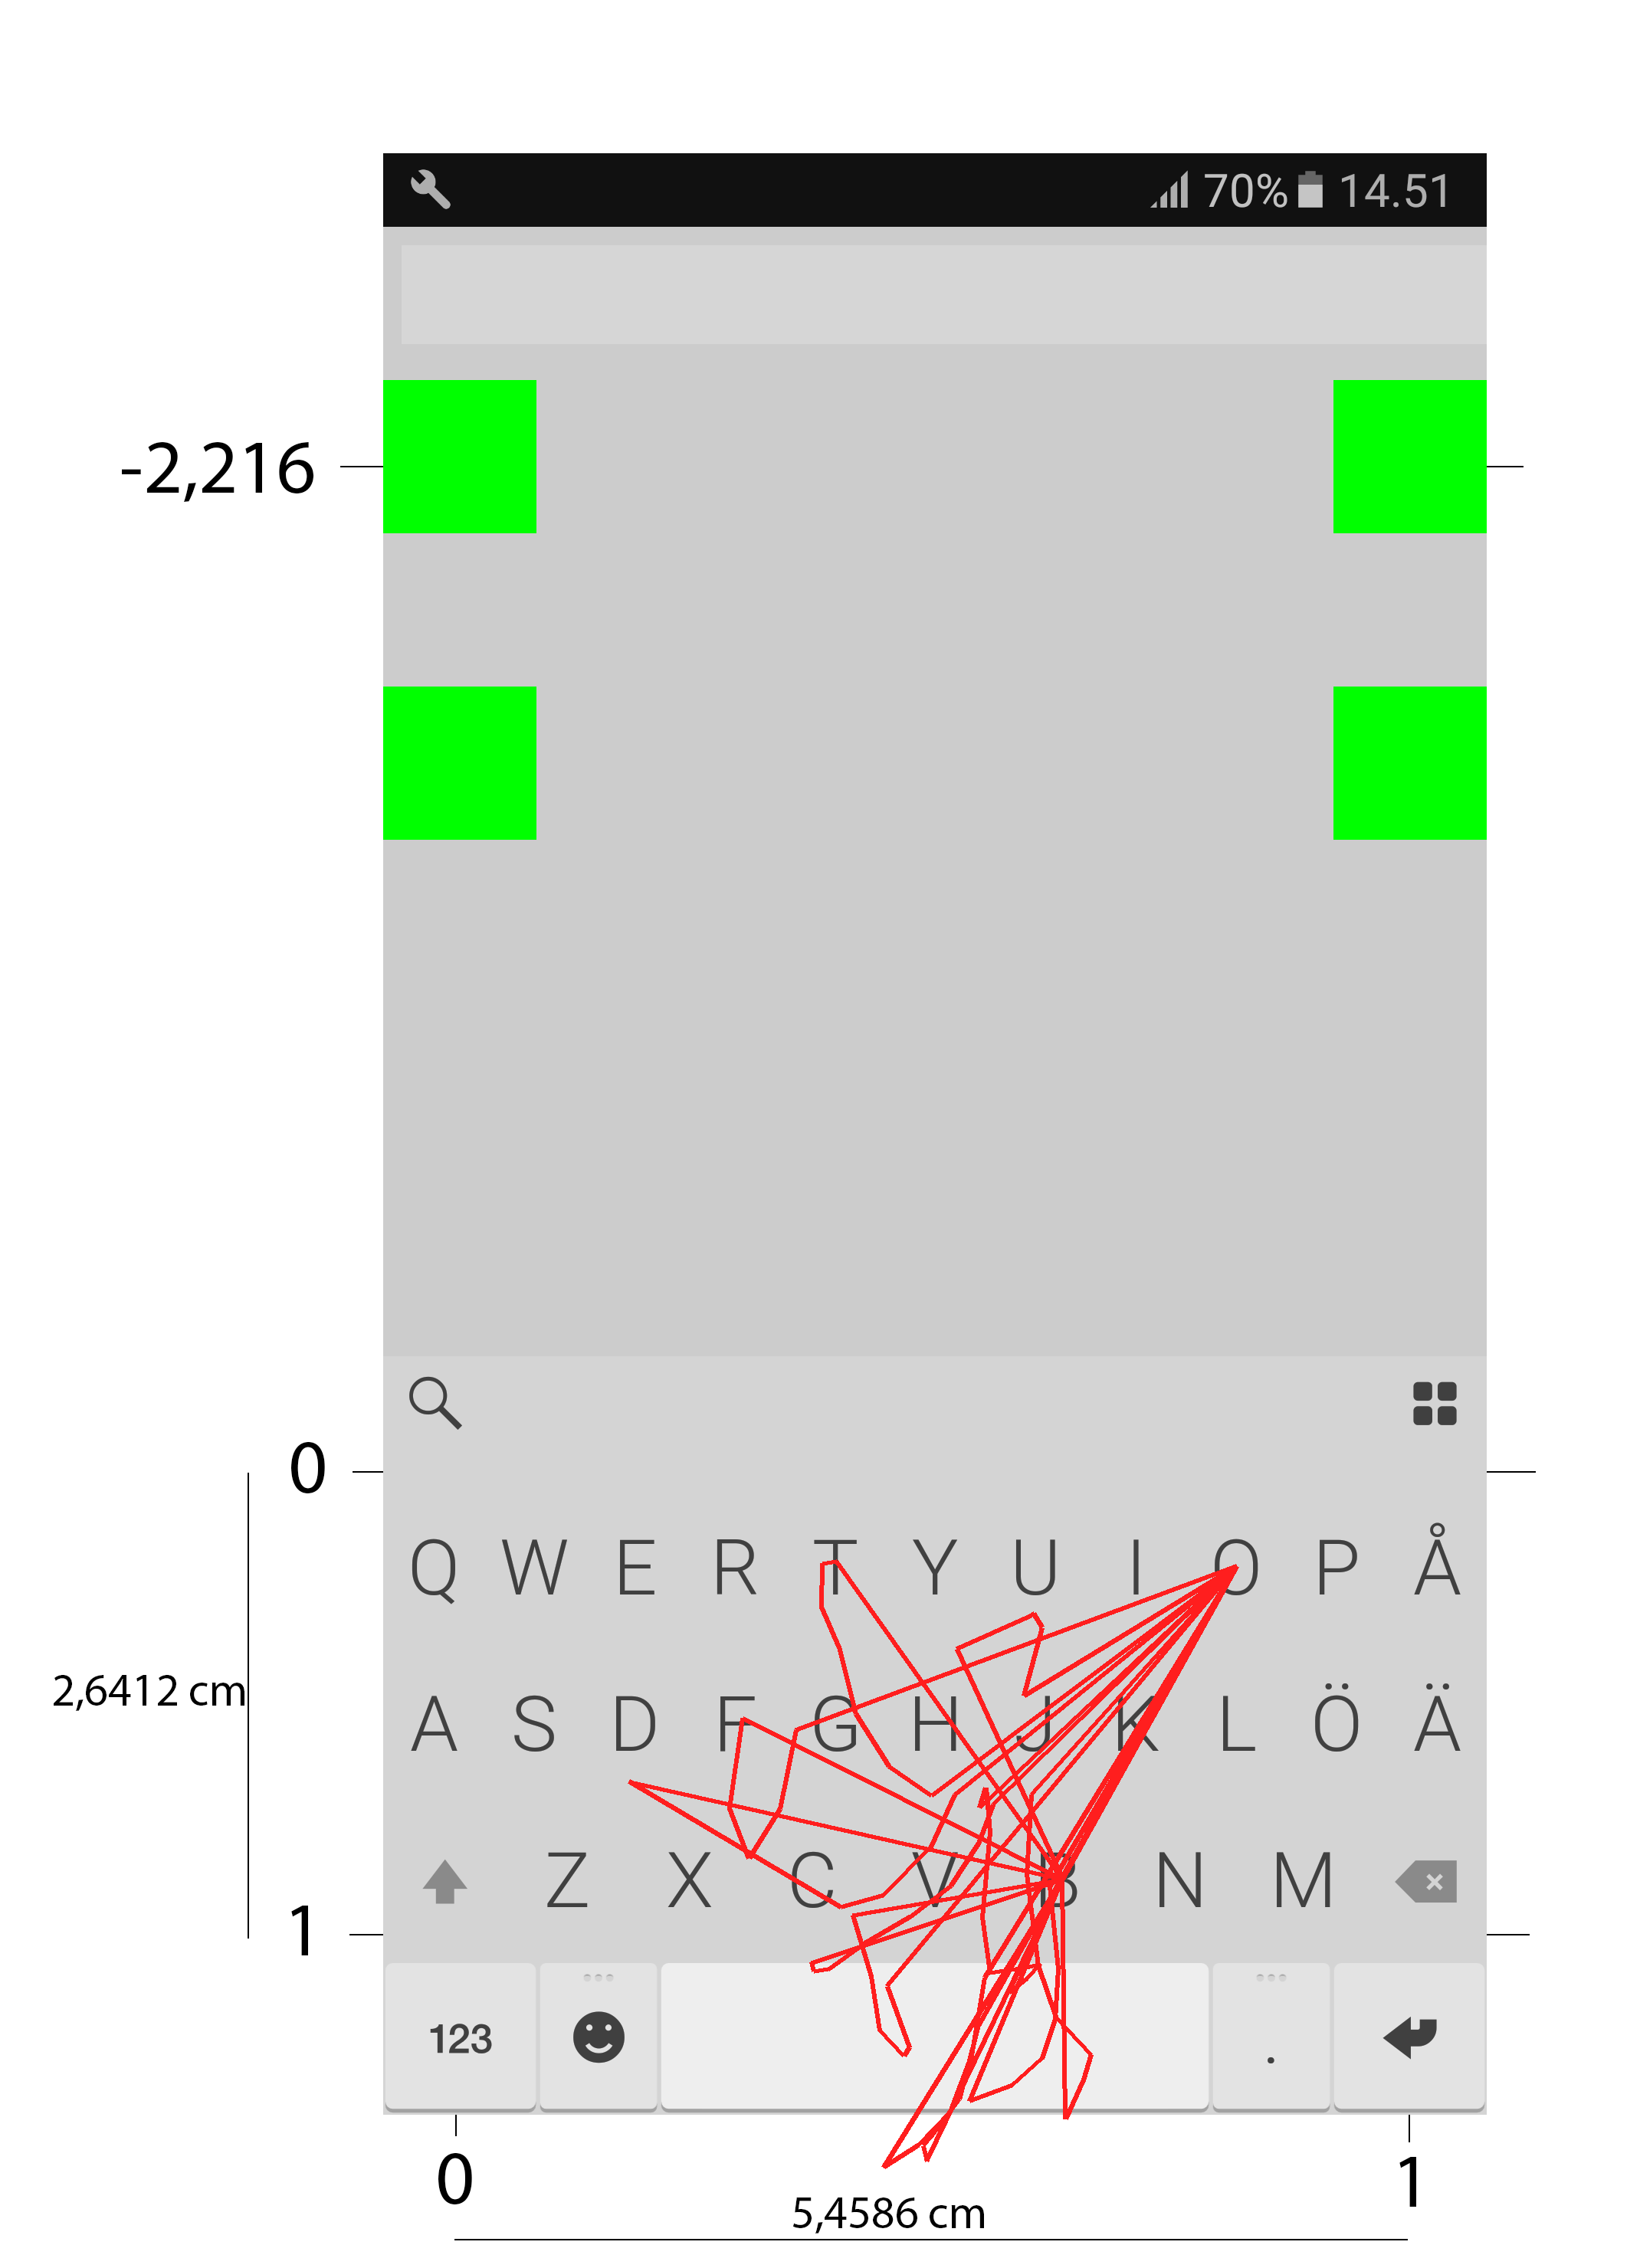 70% 14.51
-2,216
0
Q W E R T Y U I O P Å
2,6412 cm
A S D F G H J K L Ö Ä
Z X C V B N M
1
123 .
0 1
5,4586 cm